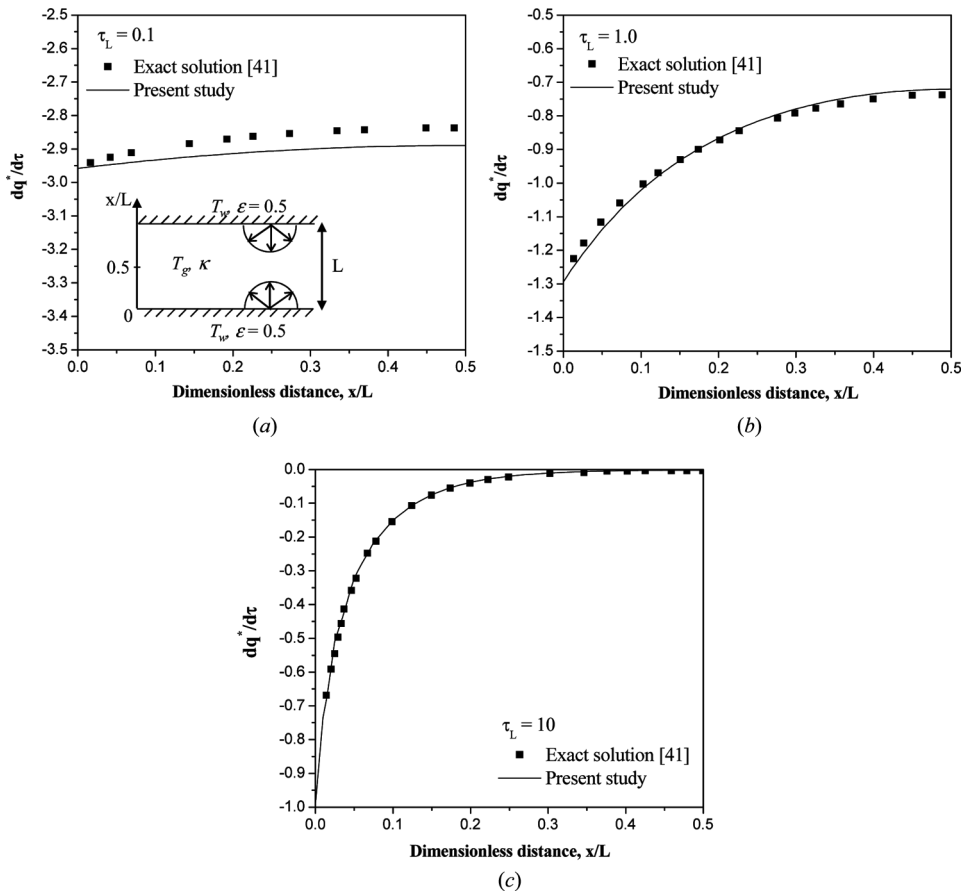 τL = 0.1
Exact solution [41]
Present study
-2.5
-2.6
-2.7
-2.8
-2.9
-3.0
-3.1
-3.2
-3.3
-3.4
-3.5
dq*/dτ
x/L
0.5
0
Tw, ε = 0.5
Tg, κ
L
Tw, ε = 0.5
0.0 0.1 0.2 0.3 0.4 0.5
Dimensionless distance, x/L
(a)
τL = 1.0
Exact solution [41]
Present study
-0.5
-0.6
-0.7
-0.8
-0.9
-1.0
-1.1
-1.2
-1.3
-1.4
-1.5
dq*/dτ
0.0 0.1 0.2 0.3 0.4 0.5
Dimensionless distance, x/L
(b)
0.0
-0.1
-0.2
-0.3
-0.4
-0.5
-0.6
-0.7
-0.8
-0.9
-1.0
dq*/dτ
τL = 10
Exact solution [41]
Present study
0.0 0.1 0.2 0.3 0.4 0.5
Dimensionless distance, x/L
(c)